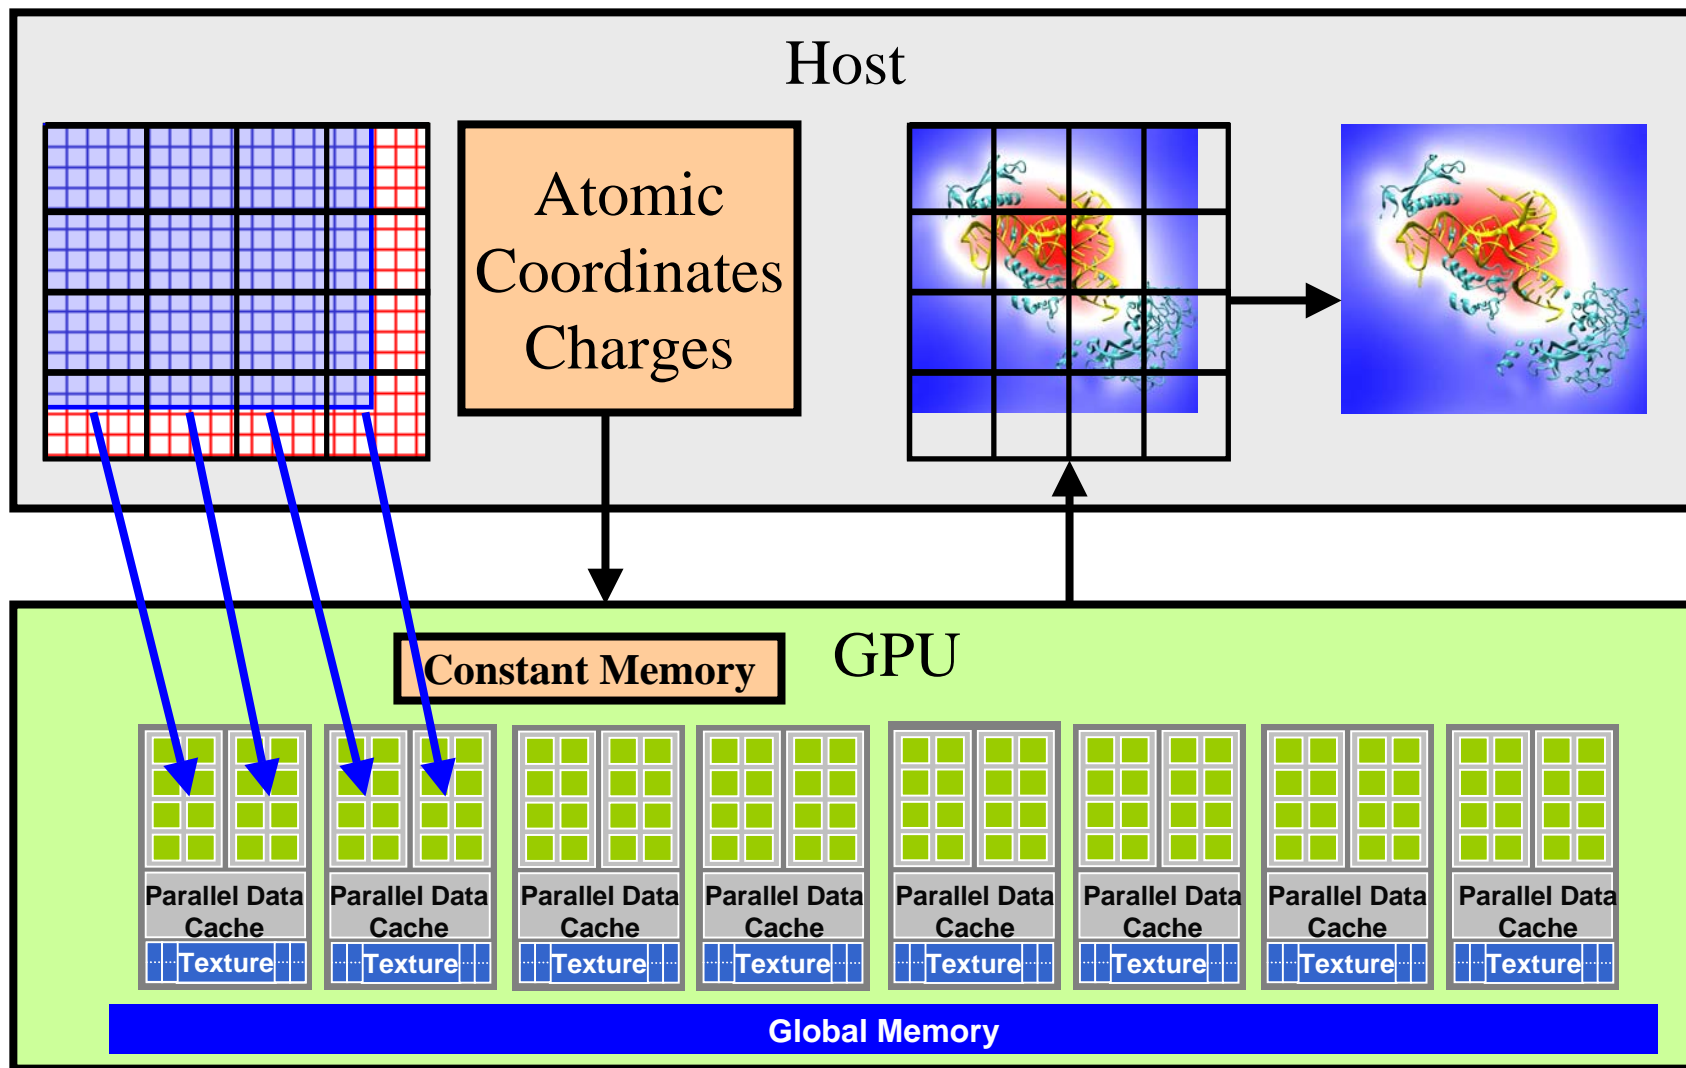 Host
Atomic
Coordinates
Charges
GPU
Constant Memory
Parallel Data
Cache
Texture
Parallel Data
Cache
Texture
Parallel Data
Cache
Texture
Parallel Data
Cache
Texture
Parallel Data
Cache
Texture
Parallel Data
Cache
Texture
Parallel Data
Cache
Texture
Parallel Data
Cache
Texture
Global Memory